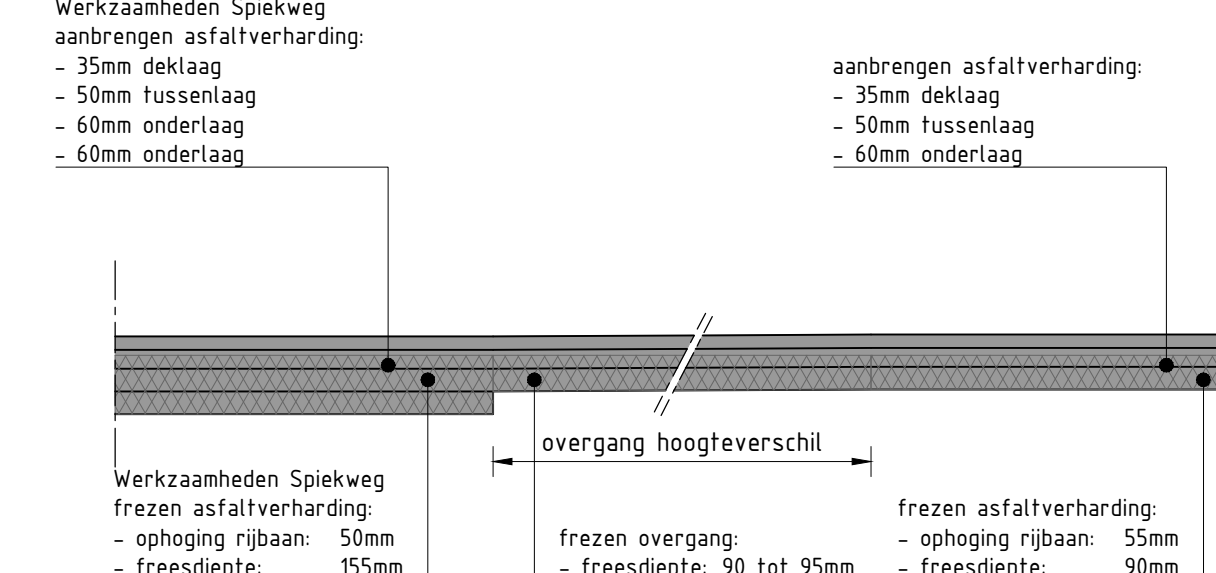 Werkzaamheden Spiekweg
aanbrengen asfaltverharding:
- 35mm deklaag
- 50mm tussenlaag
- 60mm onderlaag
- 60mm onderlaag
aanbrengen asfaltverharding:
- 35mm deklaag
- 50mm tussenlaag
- 60mm onderlaag
overgang hoogteverschil
Werkzaamheden Spiekweg
frezen asfaltverharding:
- ophoging rijbaan: 50mm
- freesdiepte: 155mm
frezen overgang:
- freesdiepte: 90 tot 95mm
frezen asfaltverharding:
- ophoging rijbaan: 55mm
- freesdiepte: 90mm